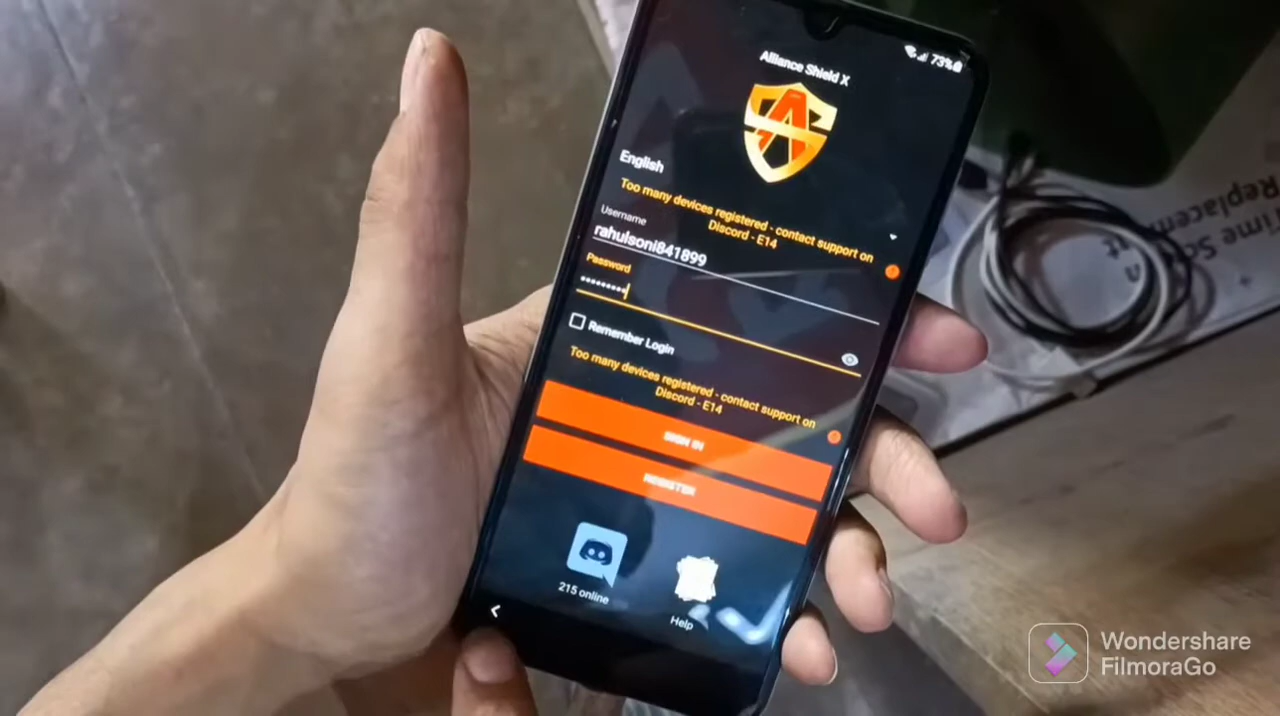 73%
Alliance Shield X
English
Too many devices registered - contact support on
Discord - E14
Username
rahulsoni841899
Password
Remember Login
Too many devices registered - contact support on
Discord - E14
SIGN IN
REGISTER
215 online
Help
Replacement
Wondershare
FilmoraGo